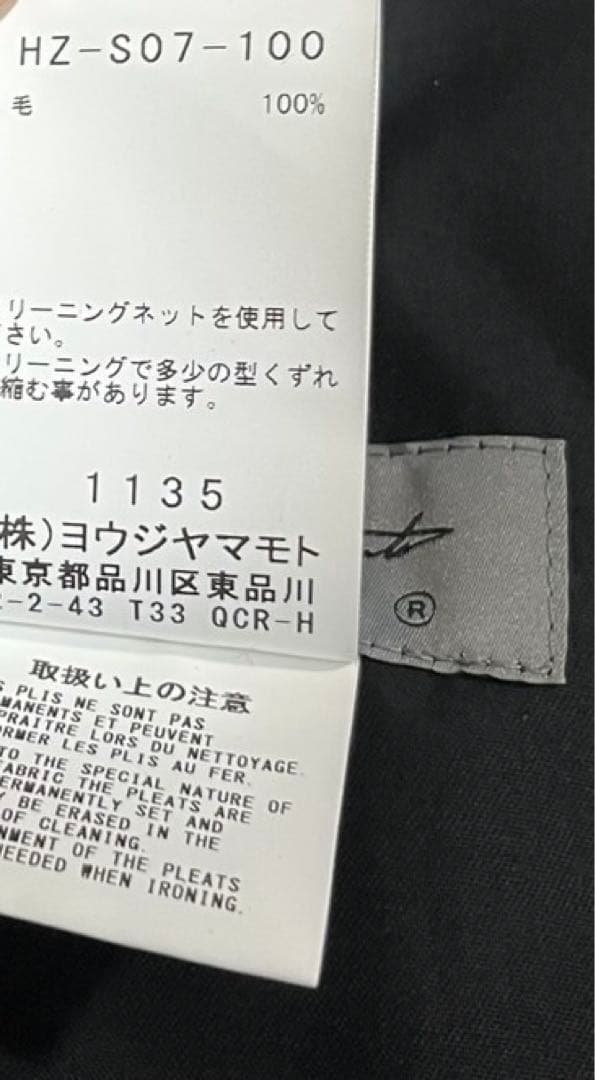 HZ-S07-100
毛 100%
リーニングネットを使用して
さい。
リーニングで多少の型くずれ
縮む事があります。
1135
株)ヨウジヤマモト
東京都品川区東品川
2-2-43 T33 QCR-H
®
取扱い上の注意
S PLIS NE SONT PAS
MANENTS ET PEUVENT
PRAITRE LORS DU NETTOYAGE.
ORMER LES PLIS AU FER.
TO THE SPECIAL NATURE OF
FABRIC THE PLEATS ARE
ERMANENTLY SET AND
Y BE ERASED IN THE
OF CLEANING.
NMENT OF THE PLEATS
NEEDED WHEN IRONING.